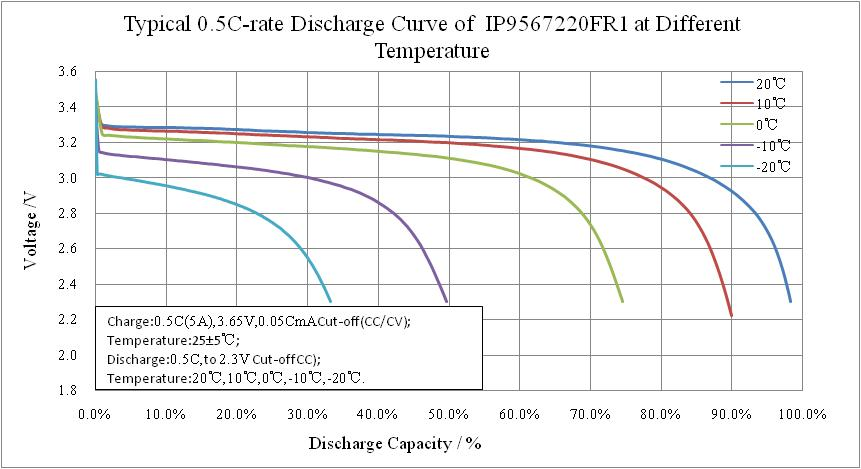 Typical 0.5C-rate Discharge Curve of IP9567220FR1 at Different
Temperature
3.6
3.4
3.2
3.0
2.8
2.6
2.4
2.2
2.0
1.8
Voltage /V
20℃
10℃
0℃
-10℃
-20℃
Charge:0.5C(5A),3.65V,0.05CmACut-off(CC/CV);
Temperature:25±5℃;
Discharge:0.5C,to 2.3V Cut-offCC);
Temperature:20℃,10℃,0℃,-10℃,-20℃.
0.0% 10.0% 20.0% 30.0% 40.0% 50.0% 60.0% 70.0% 80.0% 90.0% 100.0%
Discharge Capacity / %